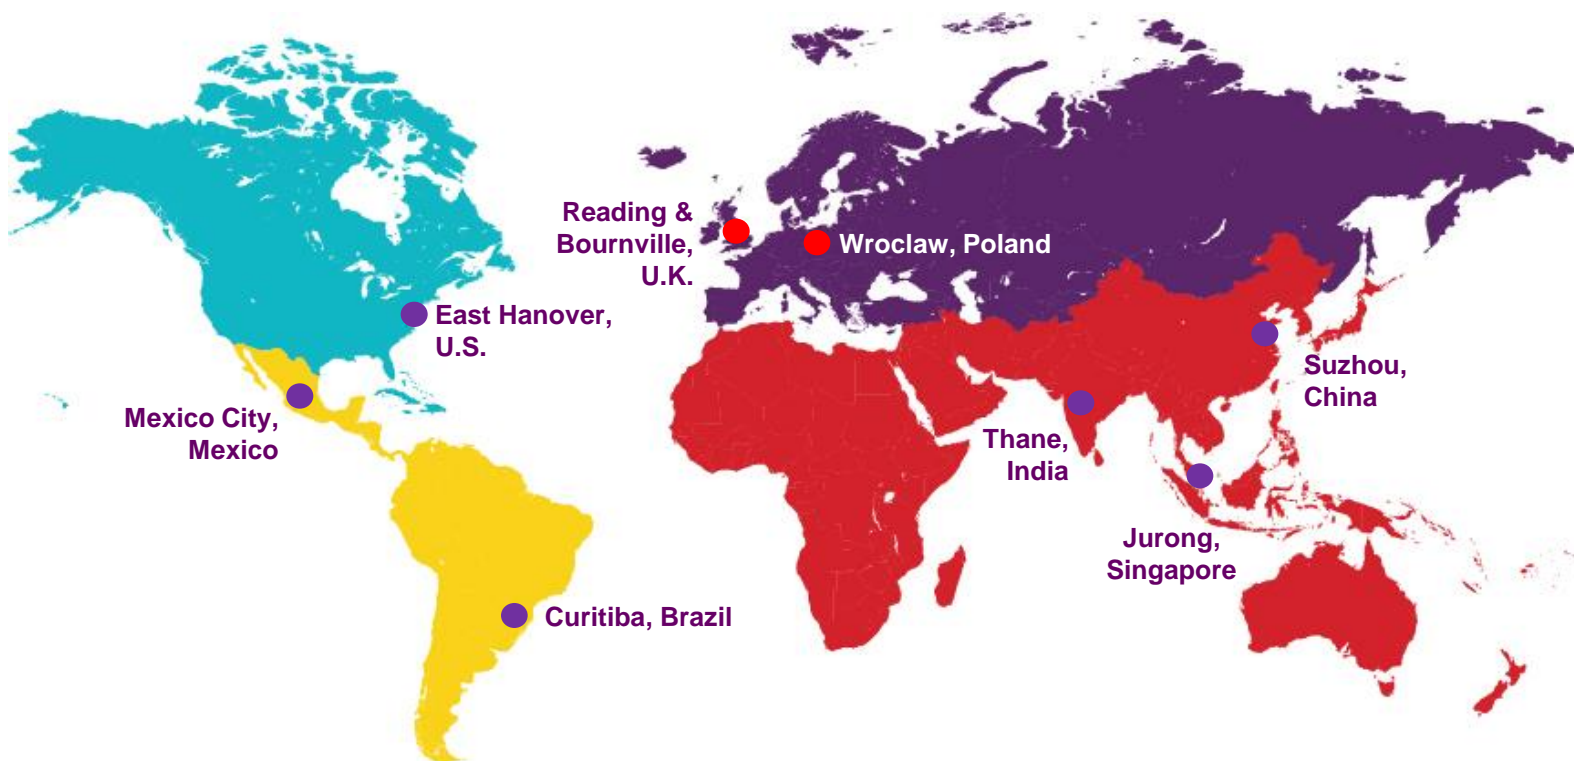 Reading &
Bournville,
U.K.
Wroclaw, Poland
East Hanover,
U.S.
Suzhou,
China
Mexico City,
Mexico
Thane,
India
Jurong,
Singapore
Curitiba, Brazil